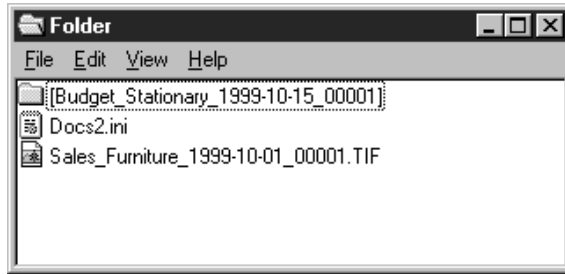 Folder
File Edit View Help
[Budget_Stationary_1999-10-15_00001]
Docs2.ini
Sales_Furniture_1999-10-01_00001.TIF